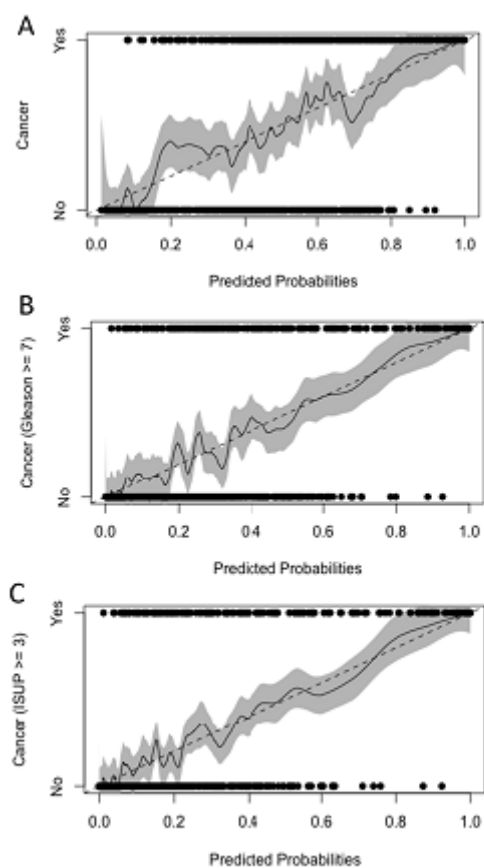 A
Yes
Cancer
No
0.0 0.2 0.4 0.6 0.8 1.0
Predicted Probabilities
B
Yes
Cancer (Gleason >= 7)
No
0.0 0.2 0.4 0.6 0.8 1.0
Predicted Probabilities
C
Yes
Cancer (ISUP >= 3)
No
0.0 0.2 0.4 0.6 0.8 1.0
Predicted Probabilities